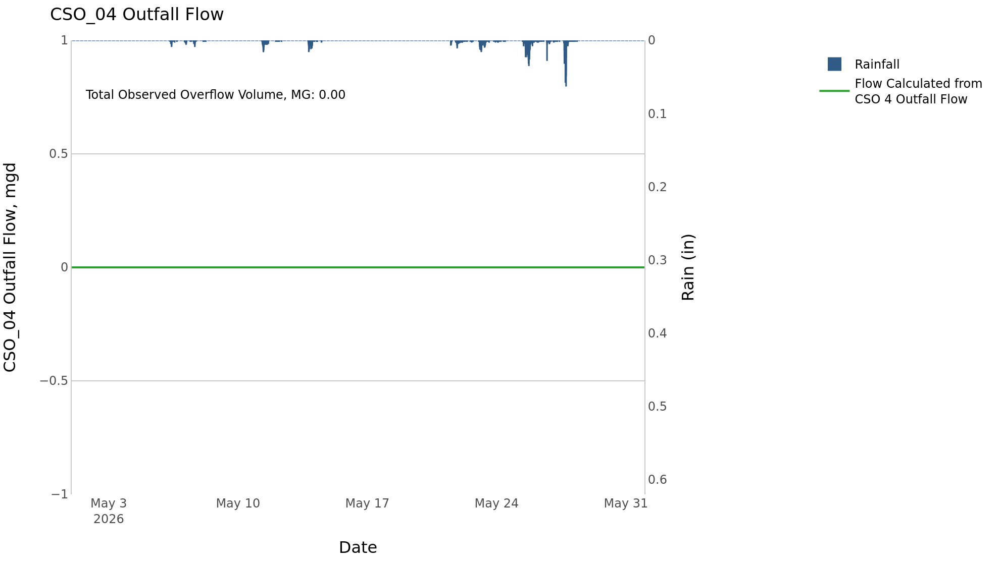 CSO_04 Outfall Flow
1
0.5
0
−0.5
−1
CSO_04 Outfall Flow, mgd
Total Observed Overflow Volume, MG: 0.00
0
0.1
0.2
0.3
0.4
0.5
0.6
Rain (in)
May 3
2026
May 10
May 17
May 24
May 31
Date
Rainfall
Flow Calculated from
CSO 4 Outfall Flow